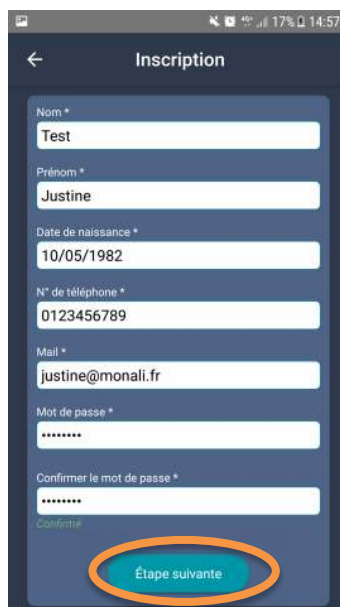 17% 14:57
Inscription
Nom *
Test
Prénom *
Justine
Date de naissance *
10/05/1982
N° de téléphone *
0123456789
Mail *
justine@monali.fr
Mot de passe *
••••••••
Confirmer le mot de passe *
••••••••
Confirmé
Étape suivante